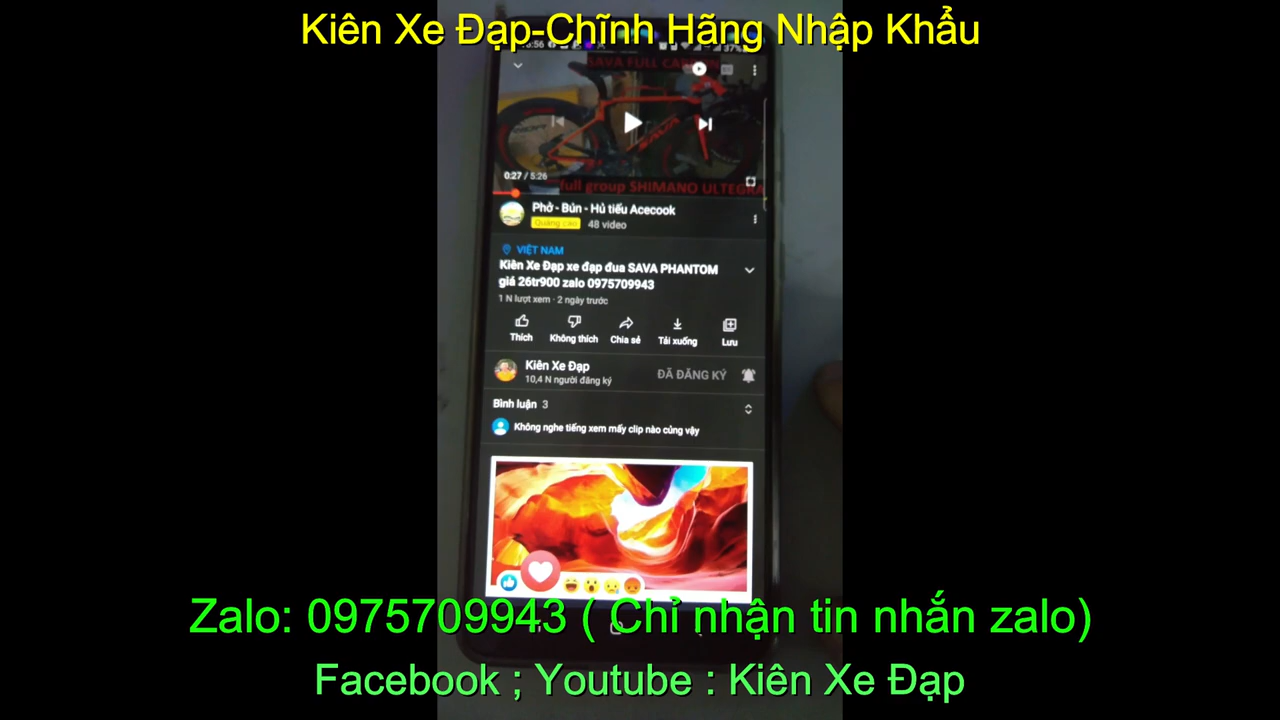 Kiên Xe Đạp-Chĩnh Hãng Nhập Khẩu
37%
SAVA FULL CARBON
SAVA
0:27 / 5:26
full group SHIMANO ULTEGRA
Phở - Bún - Hủ tiếu Acecook
Quảng cáo 48 video
VIỆT NAM
Kiên Xe Đạp xe đạp đua SAVA PHANTOM
giá 26tr900 zalo 0975709943
1 N lượt xem · 2 ngày trước
Thích Không thích Chia sẻ Tải xuống Lưu
Kiên Xe Đạp
10,4 N người đăng ký
ĐÃ ĐĂNG KÝ
Bình luận 3
Không nghe tiếng xem mấy clip nào củng vậy
Zalo: 0975709943 ( Chỉ nhận tin nhắn zalo)
Facebook ; Youtube : Kiên Xe Đạp